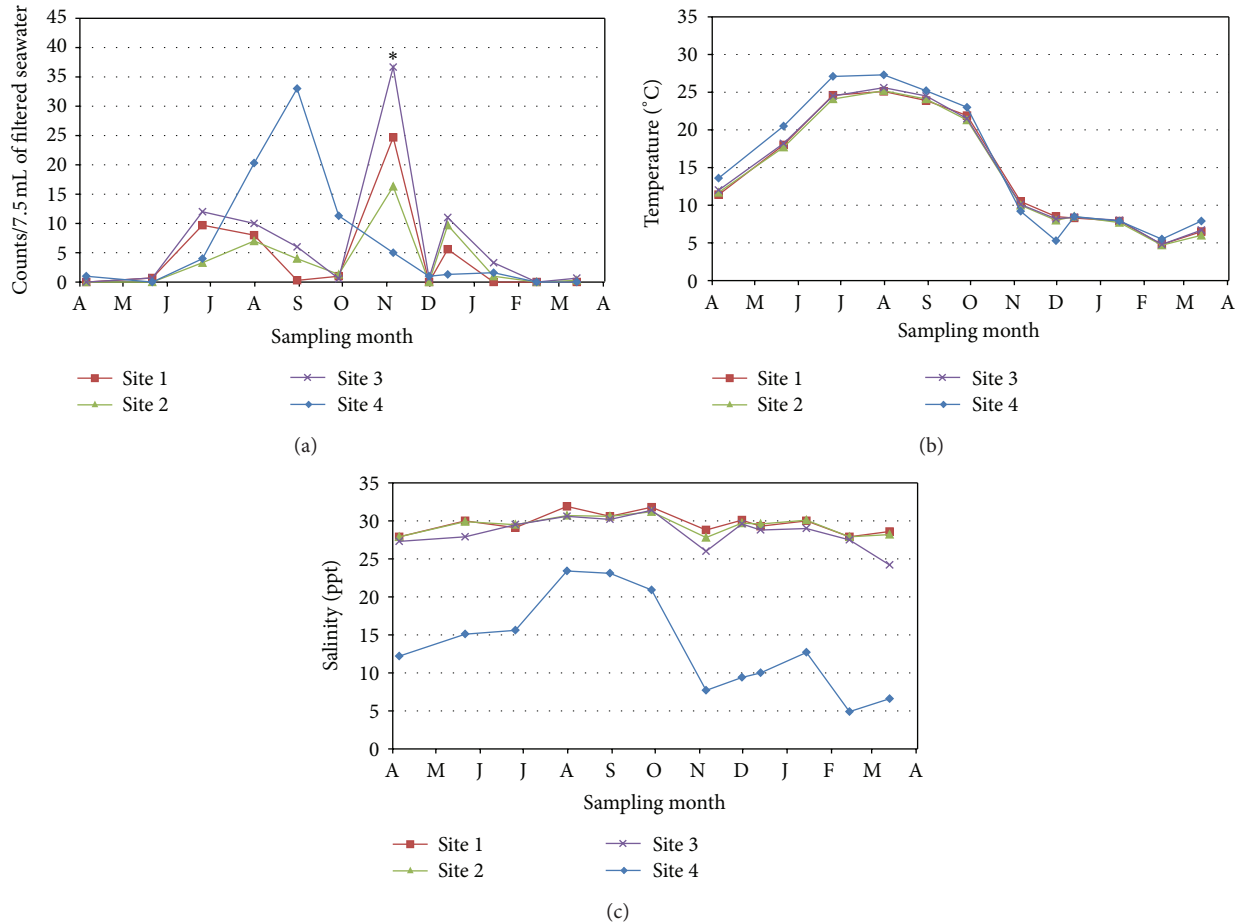 45
40
35
30
25
20
15
10
5
0
Counts/7.5 mL of filtered seawater
*
A M J J A S O N D J F M A
Sampling month
Site 1
Site 2
Site 3
Site 4
(a)
35
30
25
20
15
10
5
0
Temperature (°C)
A M J J A S O N D J F M A
Sampling month
Site 1
Site 2
Site 3
Site 4
(b)
35
30
25
20
15
10
5
0
Salinity (ppt)
A M J J A S O N D J F M A
Sampling month
Site 1
Site 2
Site 3
Site 4
(c)